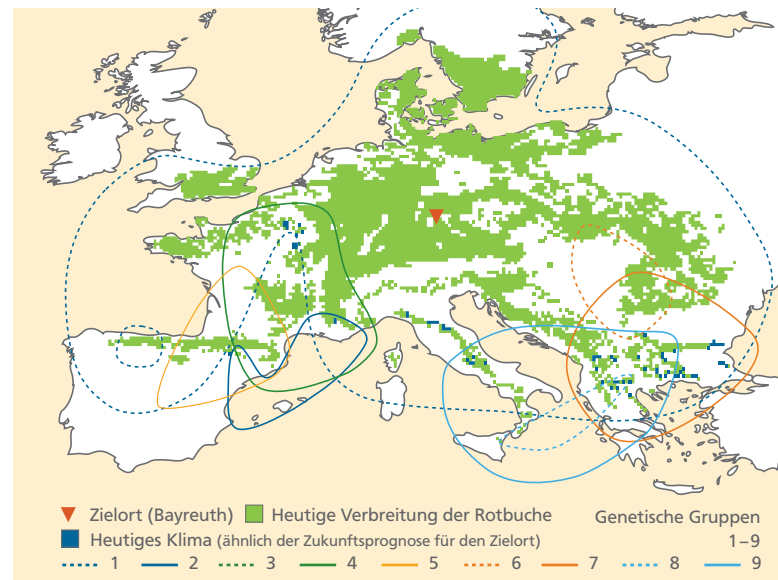 Zielort (Bayreuth) Heutige Verbreitung der Rotbuche Genetische Gruppen
Heutiges Klima (ähnlich der Zukunftsprognose für den Zielort) 1–9
1 2 3 4 5 6 7 8 9